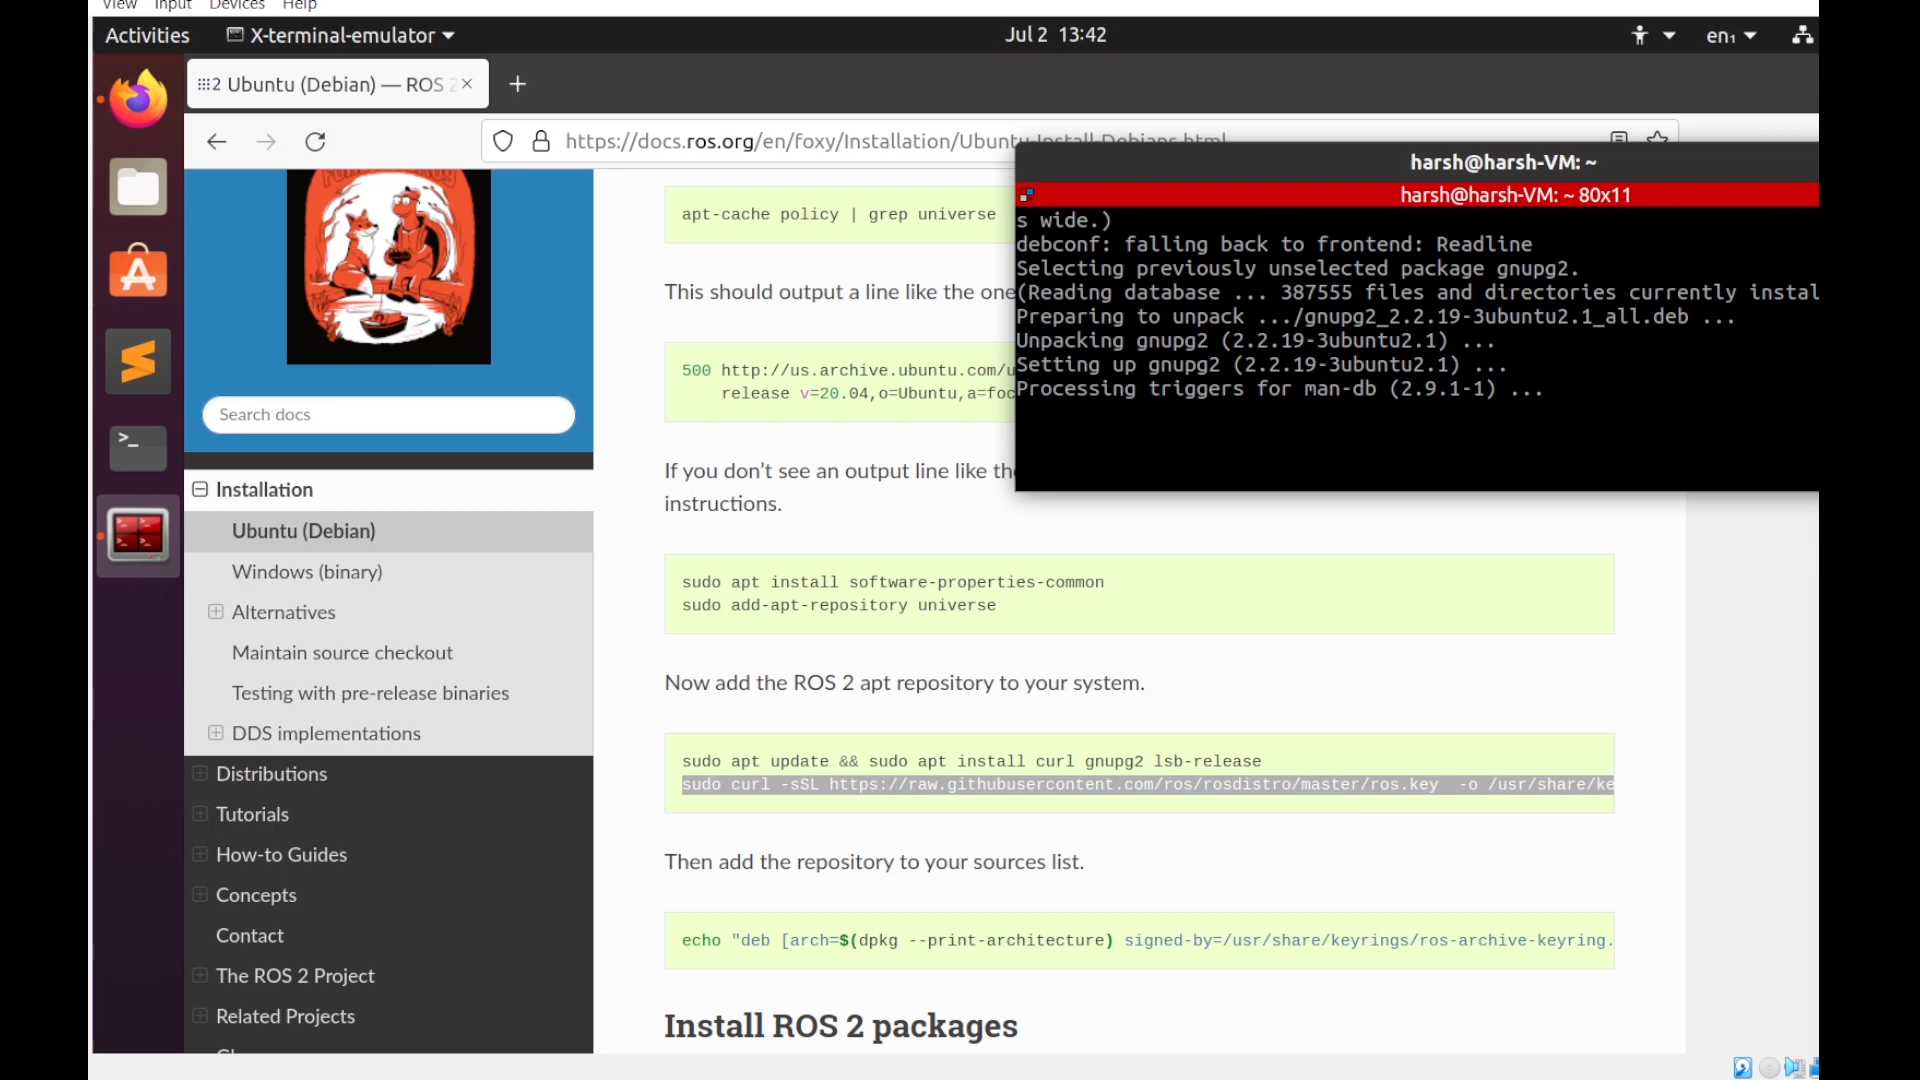 View Input Devices Help
Activities X-terminal-emulator Jul 2 13:42 en₁
Ubuntu (Debian) — ROS 2
https://docs.ros.org/en/foxy/Installation/Ubuntu-Install-Debians.html
Search docs
Installation
Ubuntu (Debian)
Windows (binary)
Alternatives
Maintain source checkout
Testing with pre-release binaries
DDS implementations
Distributions
Tutorials
How-to Guides
Concepts
Contact
The ROS 2 Project
Related Projects
apt-cache policy | grep universe
This should output a line like the one
500 http://us.archive.ubuntu.com/u
release v=20.04,o=Ubuntu,a=foc
If you don’t see an output line like th
instructions.
sudo apt install software-properties-common
sudo add-apt-repository universe
Now add the ROS 2 apt repository to your system.
sudo apt update && sudo apt install curl gnupg2 lsb-release
sudo curl -sSL https://raw.githubusercontent.com/ros/rosdistro/master/ros.key -o /usr/share/ke
Then add the repository to your sources list.
echo "deb [arch=$(dpkg --print-architecture) signed-by=/usr/share/keyrings/ros-archive-keyring.
Install ROS 2 packages
harsh@harsh-VM: ~
harsh@harsh-VM: ~ 80x11
s wide.)
debconf: falling back to frontend: Readline
Selecting previously unselected package gnupg2.
(Reading database ... 387555 files and directories currently instal
Preparing to unpack .../gnupg2_2.2.19-3ubuntu2.1_all.deb ...
Unpacking gnupg2 (2.2.19-3ubuntu2.1) ...
Setting up gnupg2 (2.2.19-3ubuntu2.1) ...
Processing triggers for man-db (2.9.1-1) ...